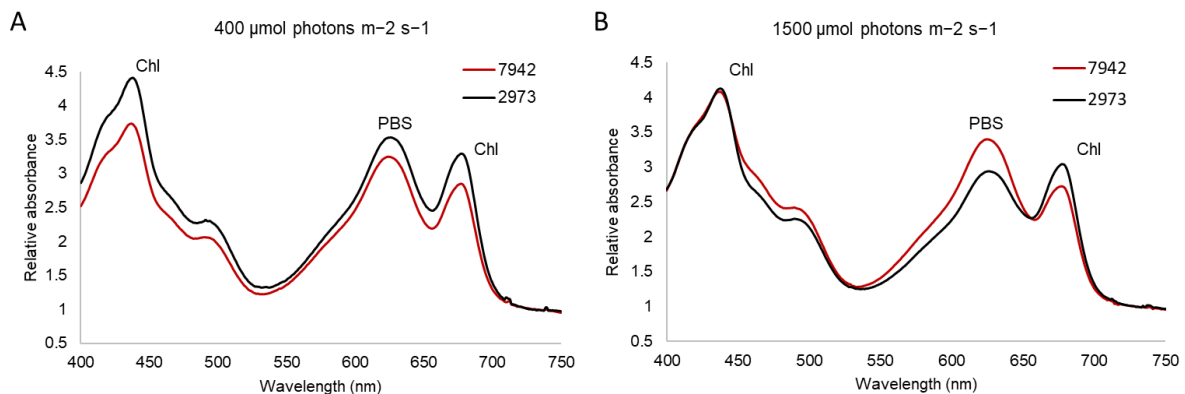 A
400 µmol photons m−2 s−1
Chl
7942
2973
PBS
Chl
4.5
4
3.5
3
2.5
2
1.5
1
0.5
Relative absorbance
400 450 500 550 600 650 700 750
Wavelength (nm)
B
1500 µmol photons m−2 s−1
Chl
7942
2973
PBS
Chl
4.5
4
3.5
3
2.5
2
1.5
1
0.5
Relative absorbance
400 450 500 550 600 650 700 750
Wavelength (nm)